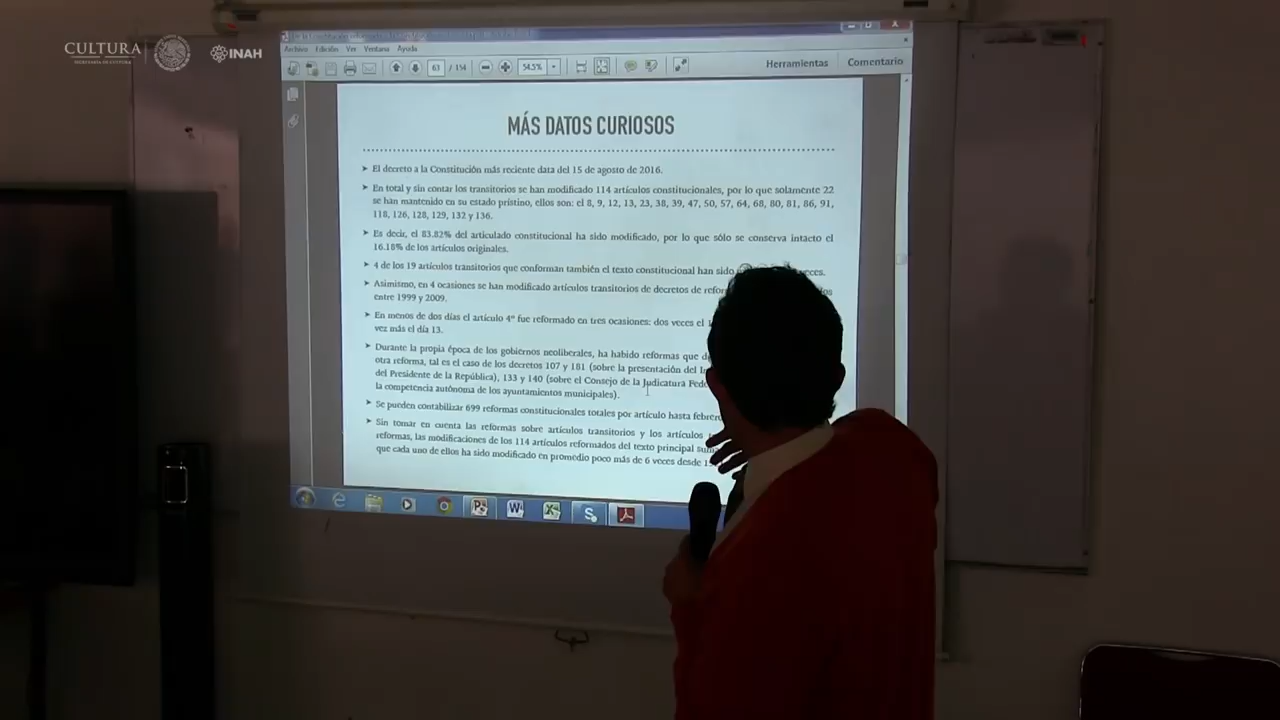 CULTURA
SECRETARÍA DE CULTURA
INAH
Archivo Edición Ver Ventana Ayuda
63 / 154
54.5%
Herramientas
Comentario
MÁS DATOS CURIOSOS
➤ El decreto a la Constitución más reciente data del 15 de agosto de 2016.
➤ En total y sin contar los transitorios se han modificado 114 artículos constitucionales, por lo que solamente 22
se han mantenido en su estado prístino, ellos son: el 8, 9, 12, 13, 23, 38, 39, 47, 50, 57, 64, 68, 80, 81, 86, 91,
118, 126, 128, 129, 132 y 136.
➤ Es decir, el 83.82% del articulado constitucional ha sido modificado, por lo que sólo se conserva intacto el
16.18% de los artículos originales.
➤ 4 de los 19 artículos transitorios que conforman también el texto constitucional han sido
➤ Asimismo, en 4 ocasiones se han modificado artículos transitorios de decretos de
entre 1999 y 2009.
➤ En menos de dos días el artículo 4º fue reformado en tres ocasiones: dos veces el
vez más el día 13.
➤ Durante la propia época de los gobiernos neoliberales, ha habido reformas que
otra reforma, tal es el caso de los decretos 107 y 181 (sobre la presentación del
del Presidente de la República), 133 y 140 (sobre el Consejo de la Judicatura
la competencia autónoma de los ayuntamientos municipales).
➤ Se pueden contabilizar 699 reformas constitucionales totales por artículo hasta
➤ Sin tomar en cuenta las reformas sobre artículos transitorios y los artículos
reformas, las modificaciones de los 114 artículos reformados del texto principal
que cada uno de ellos ha sido modificado en promedio poco más de 6 veces desde